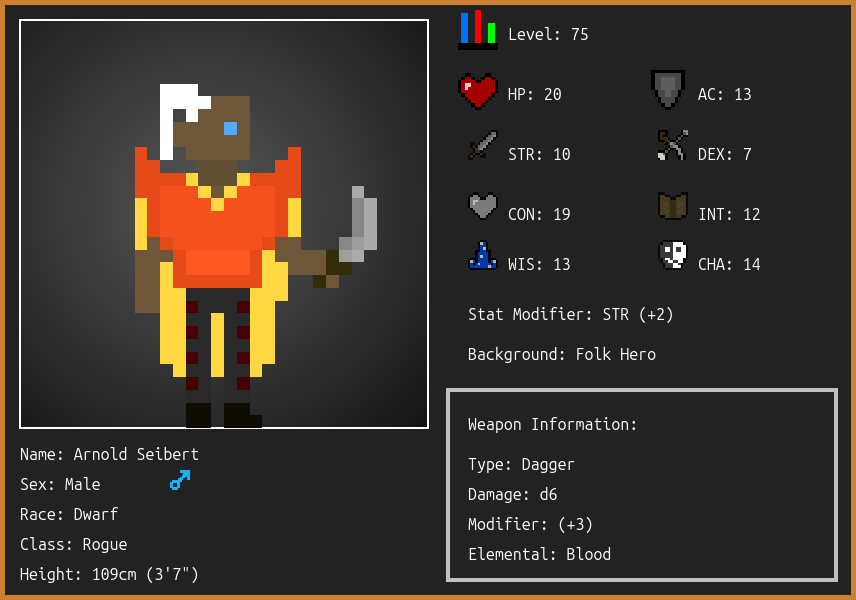 Level: 75
HP: 20
AC: 13
STR: 10
DEX: 7
CON: 19
INT: 12
WIS: 13
CHA: 14
Stat Modifier: STR (+2)
Background: Folk Hero
Weapon Information:
Type: Dagger
Damage: d6
Modifier: (+3)
Elemental: Blood
Name: Arnold Seibert
Sex: Male
Race: Dwarf
Class: Rogue
Height: 109cm (3'7")